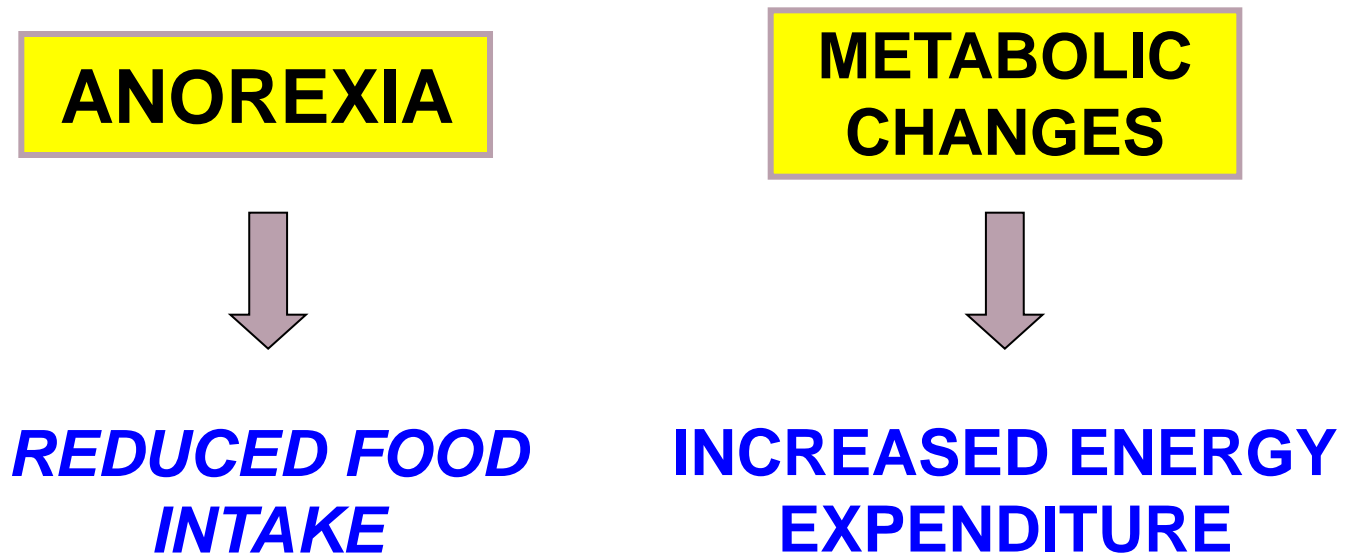 ANOREXIA
REDUCED FOOD
INTAKE
METABOLIC
CHANGES
INCREASED ENERGY
EXPENDITURE